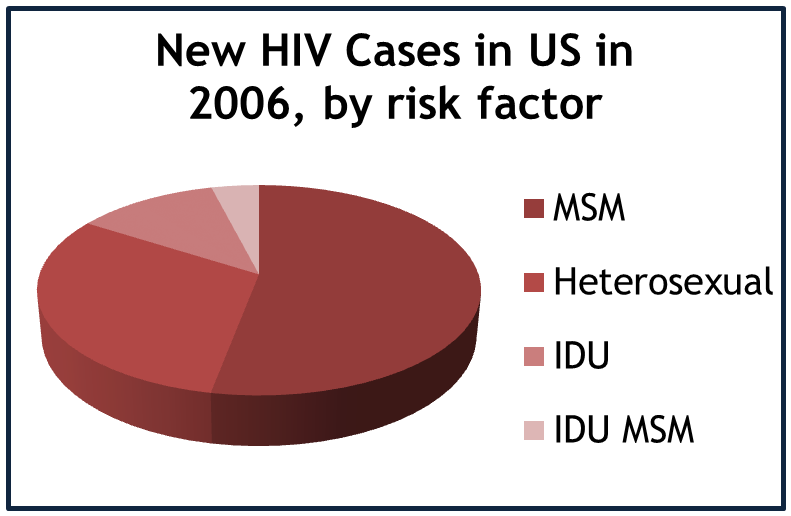 New HIV Cases in US in
2006, by risk factor
MSM
Heterosexual
IDU
IDU MSM